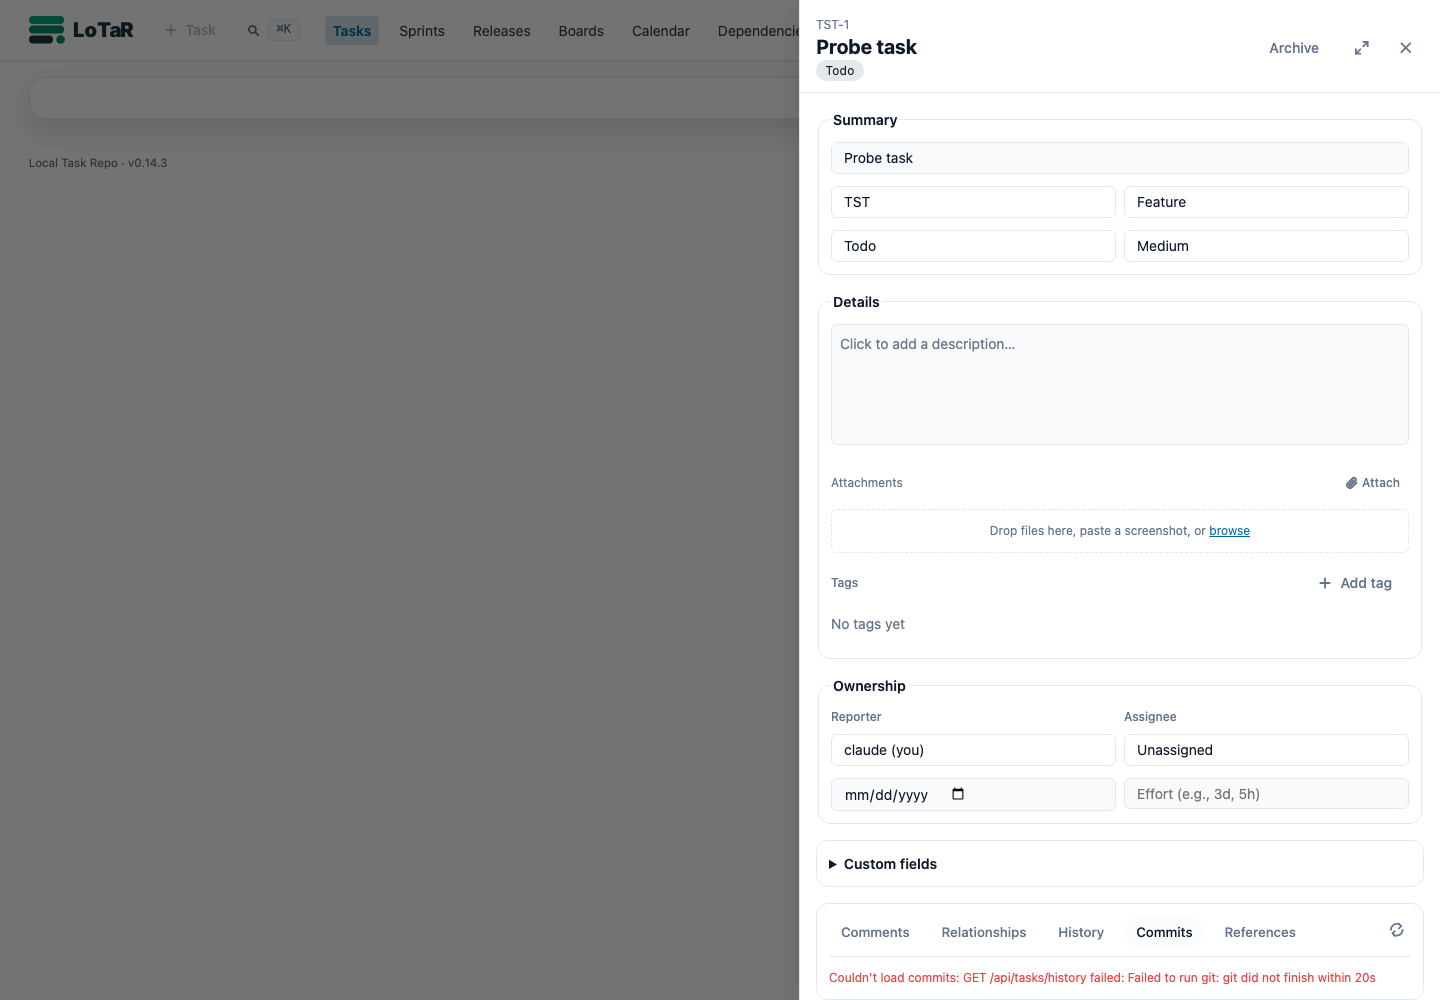 LoTaR
Task
⌘K
Tasks
Sprints
Releases
Boards
Calendar
Local Task Repo · v0.14.3
TST-1
Probe task
Todo
Archive
Summary
Probe task
TST
Feature
Todo
Medium
Details
Click to add a description...
Attachments
Attach
Drop files here, paste a screenshot, or browse
Tags
Add tag
No tags yet
Ownership
Reporter
Assignee
claude (you)
Unassigned
mm/dd/yyyy
Effort (e.g., 3d, 5h)
Custom fields
Comments
Relationships
History
Commits
References
Couldn't load commits: GET /api/tasks/history failed: Failed to run git: git did not finish within 20s